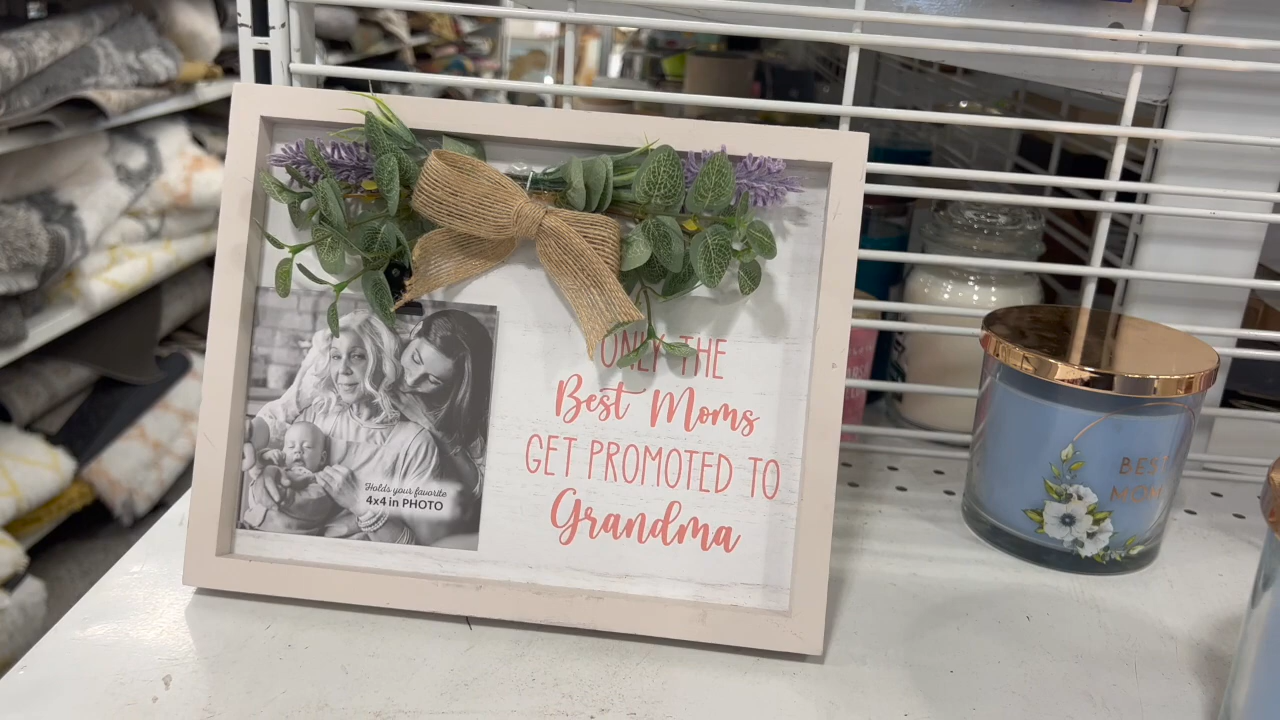 ONLY THE
Best Moms
GET PROMOTED TO
Grandma
Holds your favorite
4x4 in PHOTO
BEST
MOM